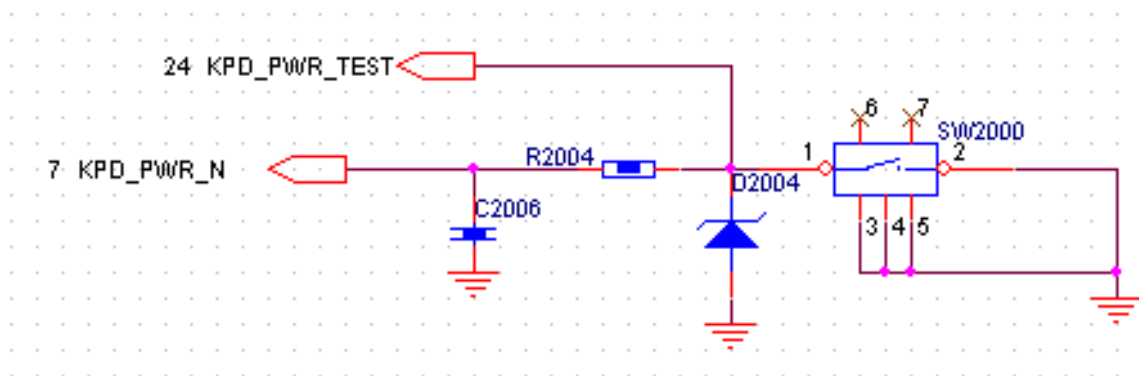 24 KPD_PWR_TEST
6 7
SW2000
7 KPD_PWR_N
R2004
1
2
D2004
C2006
3 4 5